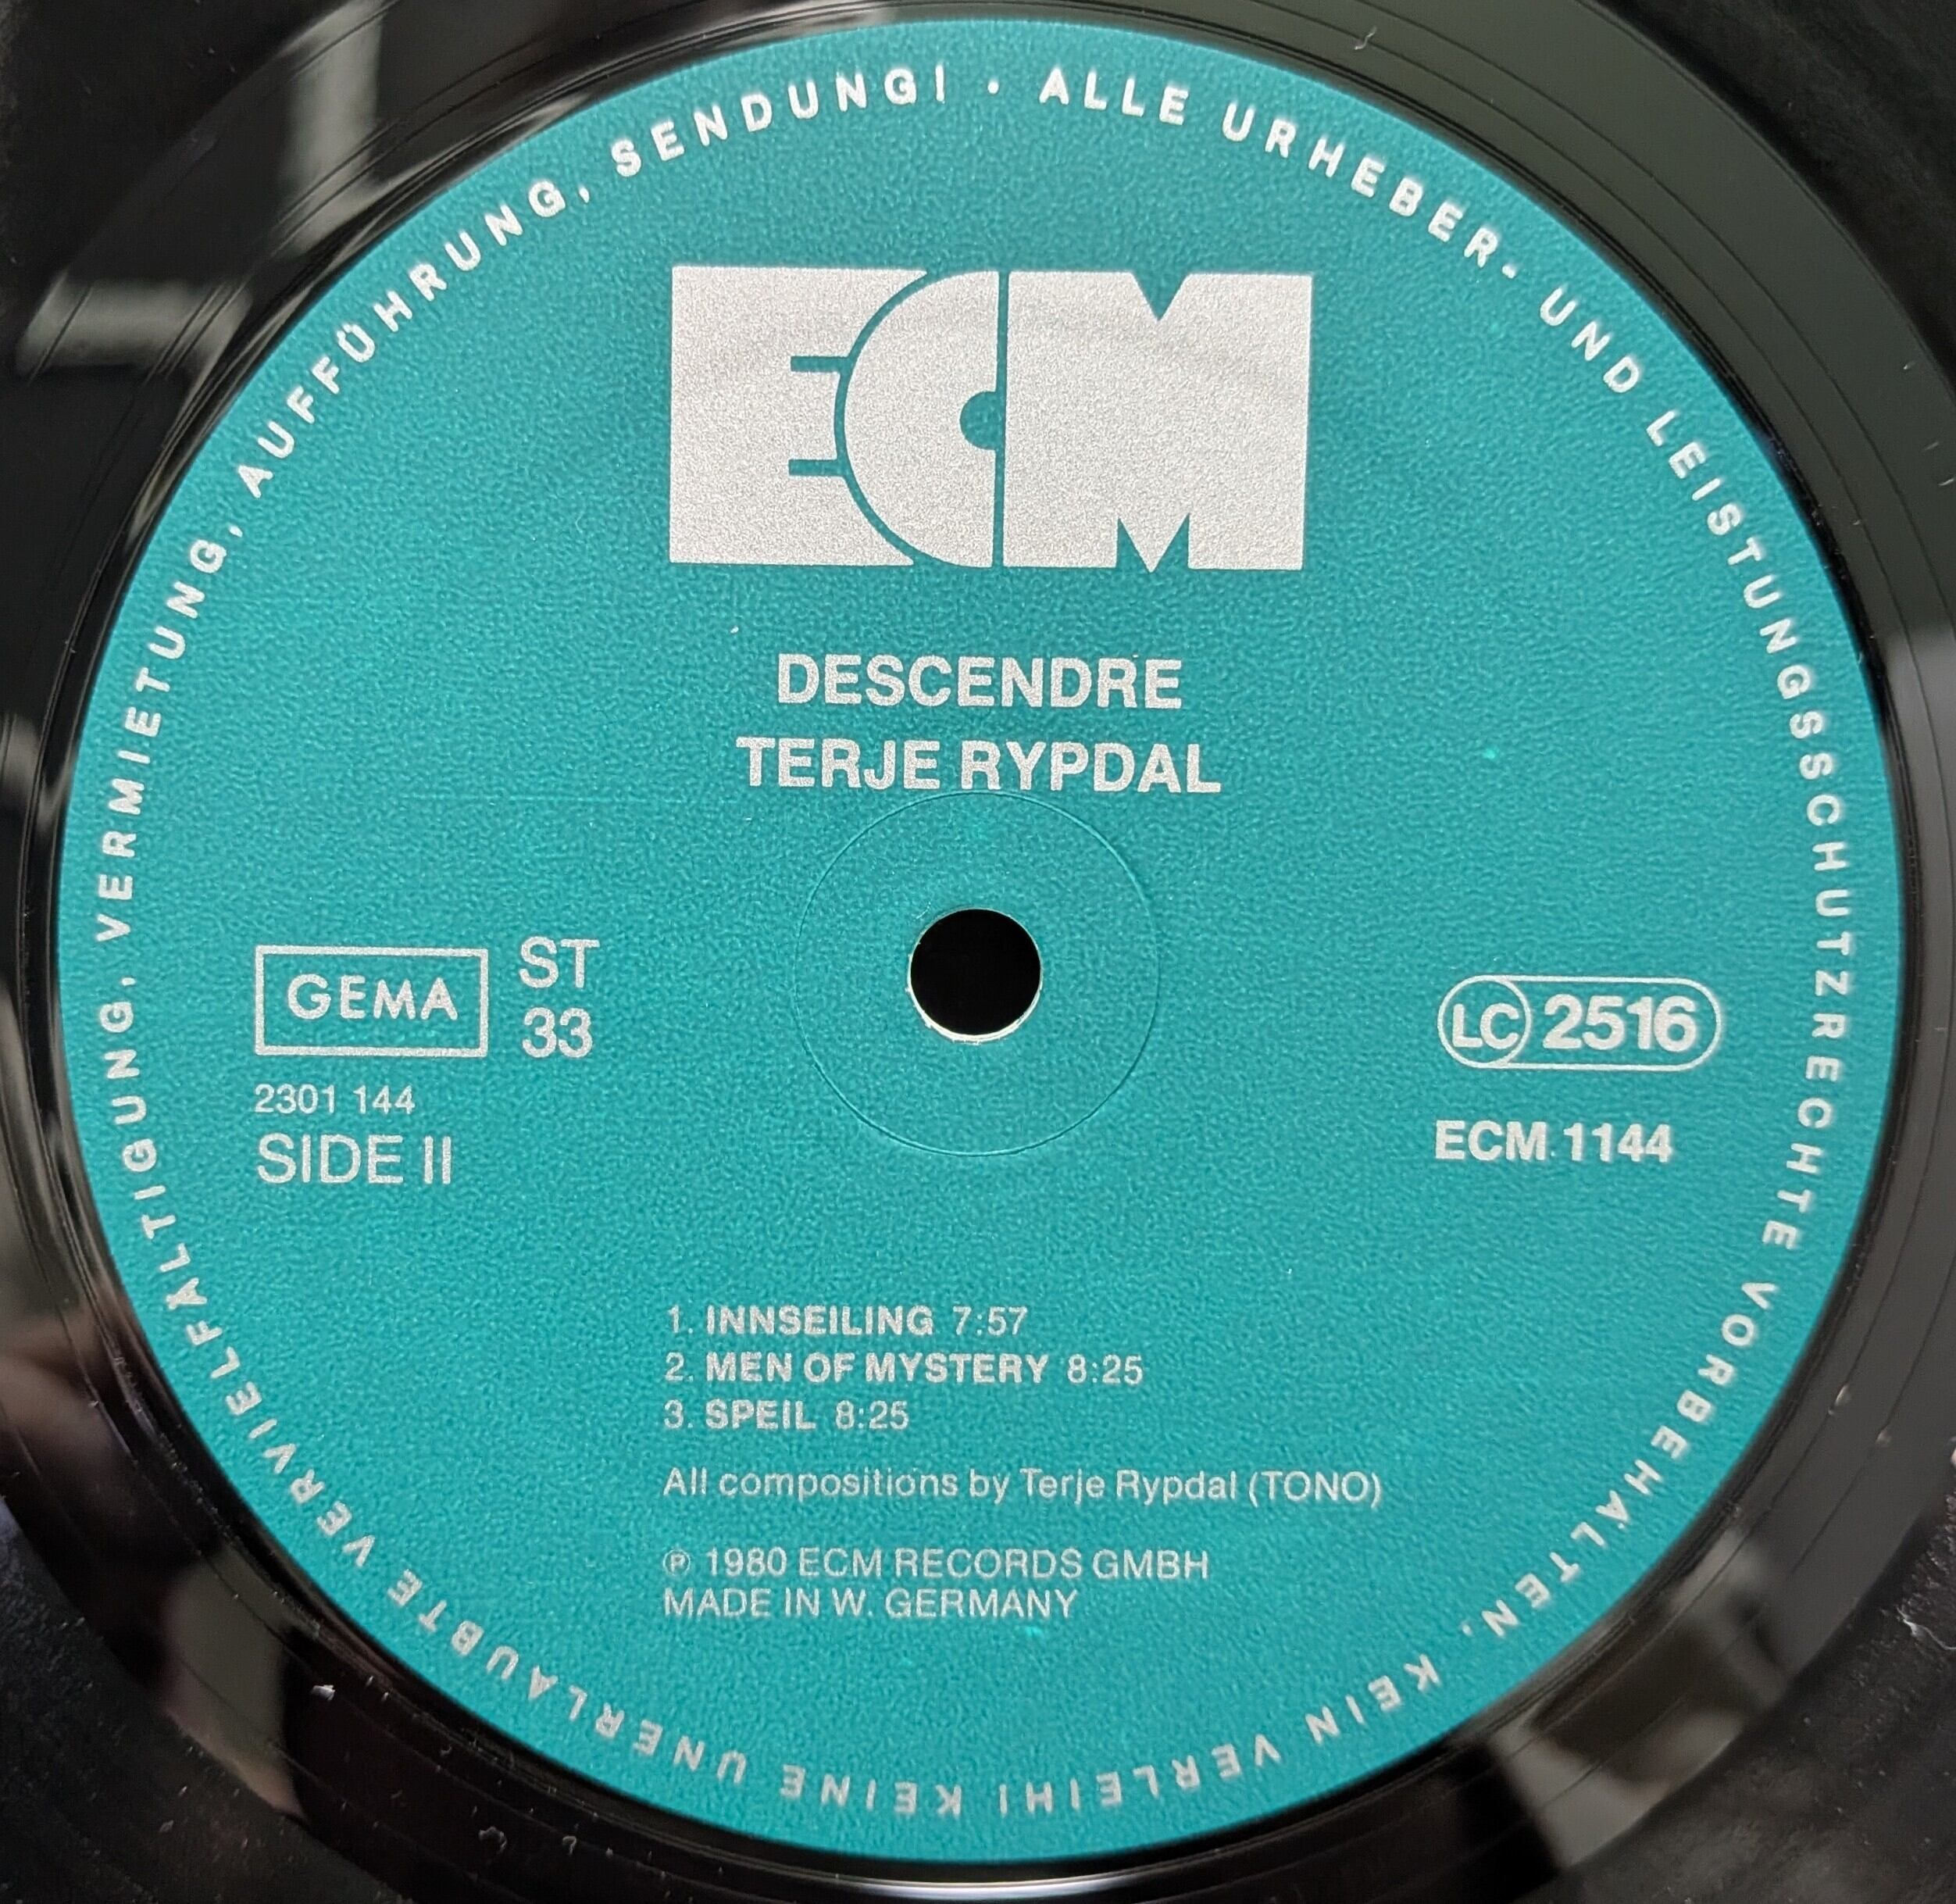 ALLE URHEBER- UND LEISTUNGSSCHUTZRECHTE VORBEHALTEN. KEIN VERLEIH! KEINE UNERLAUBTE VERVIELFÄLTIGUNG, VERMIETUNG, AUFFÜHRUNG, SENDUNG! ·
ECM
DESCENDRE
TERJE RYPDAL
GEMA
ST
33
2301 144
SIDE II
LC 2516
ECM 1144
1. INNSEILING 7:57
2. MEN OF MYSTERY 8:25
3. SPEIL 8:25
All compositions by Terje Rypdal (TONO)
℗ 1980 ECM RECORDS GMBH
MADE IN W. GERMANY